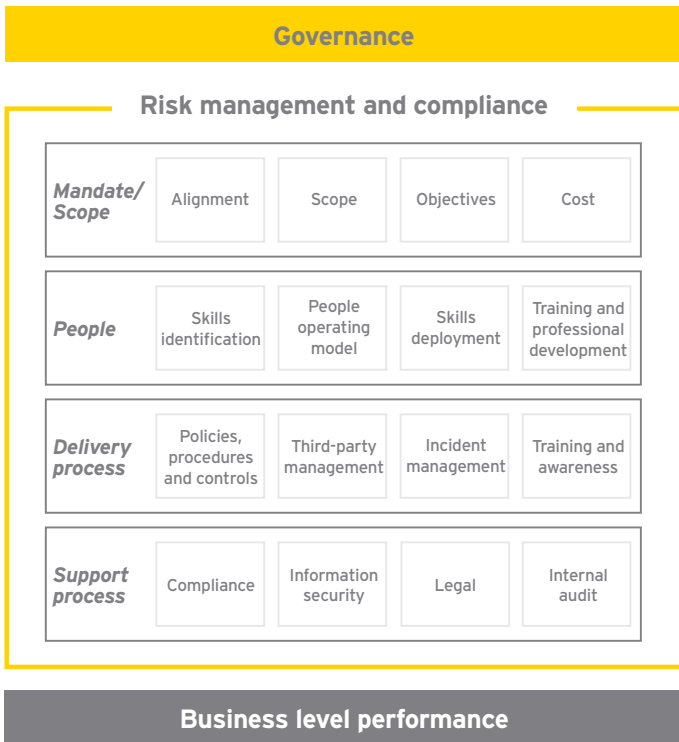 Governance
Risk management and compliance
Mandate/
Scope
Alignment
Scope
Objectives
Cost
People
Skills
identification
People
operating
model
Skills
deployment
Training and
professional
development
Delivery
process
Policies,
procedures
and controls
Third-party
management
Incident
management
Training and
awareness
Support
process
Compliance
Information
security
Legal
Internal
audit
Business level performance